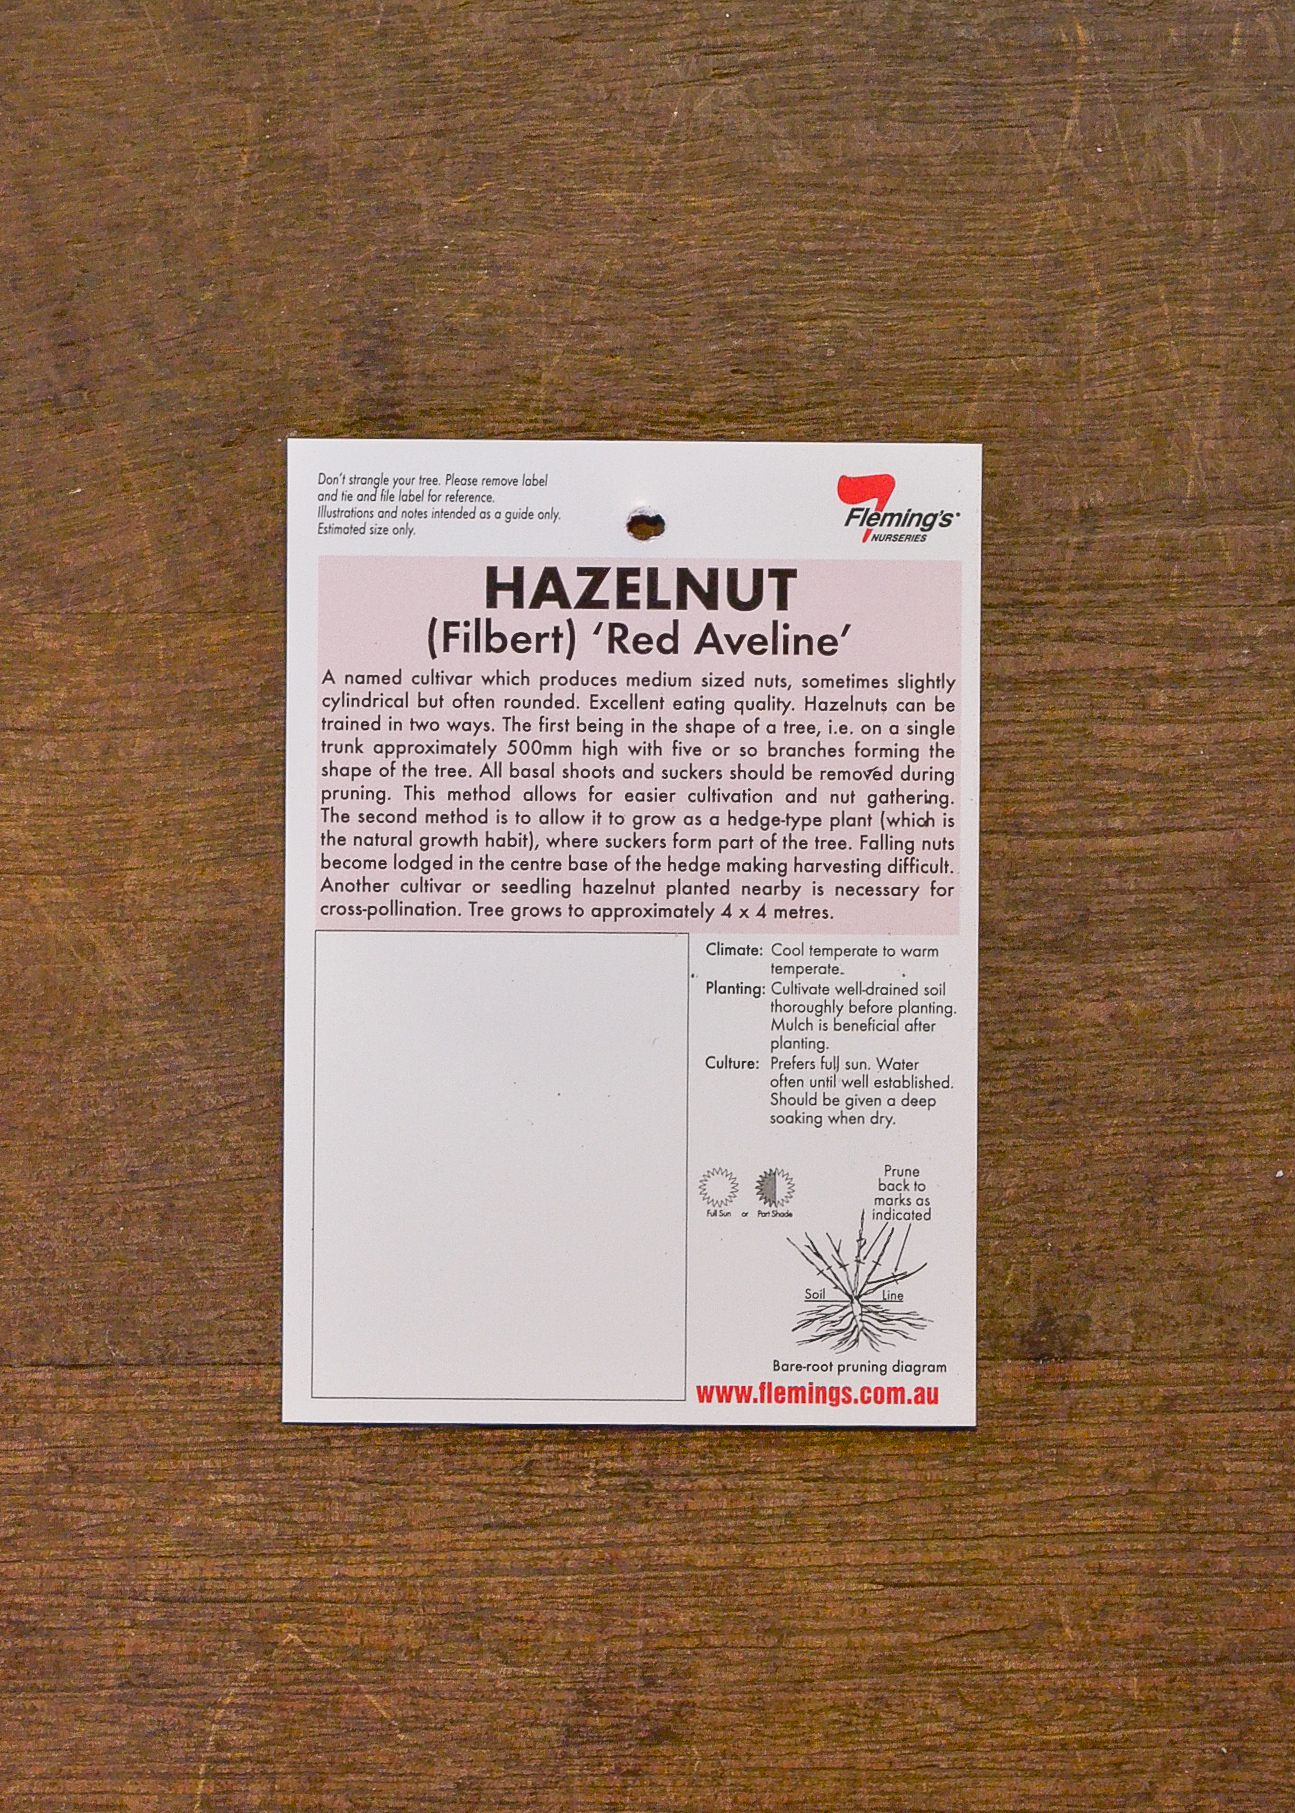 Don't strangle your tree. Please remove label
and tie and file label for reference.
Illustrations and notes intended as a guide only.
Estimated size only.
Fleming's
NURSERIES
HAZELNUT
(Filbert) ‘Red Aveline’
A named cultivar which produces medium sized nuts, sometimes slightly
cylindrical but often rounded. Excellent eating quality. Hazelnuts can be
trained in two ways. The first being in the shape of a tree, i.e. on a single
trunk approximately 500mm high with five or so branches forming the
shape of the tree. All basal shoots and suckers should be removed during
pruning. This method allows for easier cultivation and nut gathering.
The second method is to allow it to grow as a hedge-type plant (which is
the natural growth habit), where suckers form part of the tree. Falling nuts
become lodged in the centre base of the hedge making harvesting difficult.
Another cultivar or seedling hazelnut planted nearby is necessary for
cross-pollination. Tree grows to approximately 4 x 4 metres.
Climate: Cool temperate to warm
temperate.
Planting: Cultivate well-drained soil
thoroughly before planting.
Mulch is beneficial after
planting.
Culture: Prefers full sun. Water
often until well established.
Should be given a deep
soaking when dry.
Full Sun or Part Shade
Prune
back to
marks as
indicated
Soil Line
Bare-root pruning diagram
www.flemings.com.au